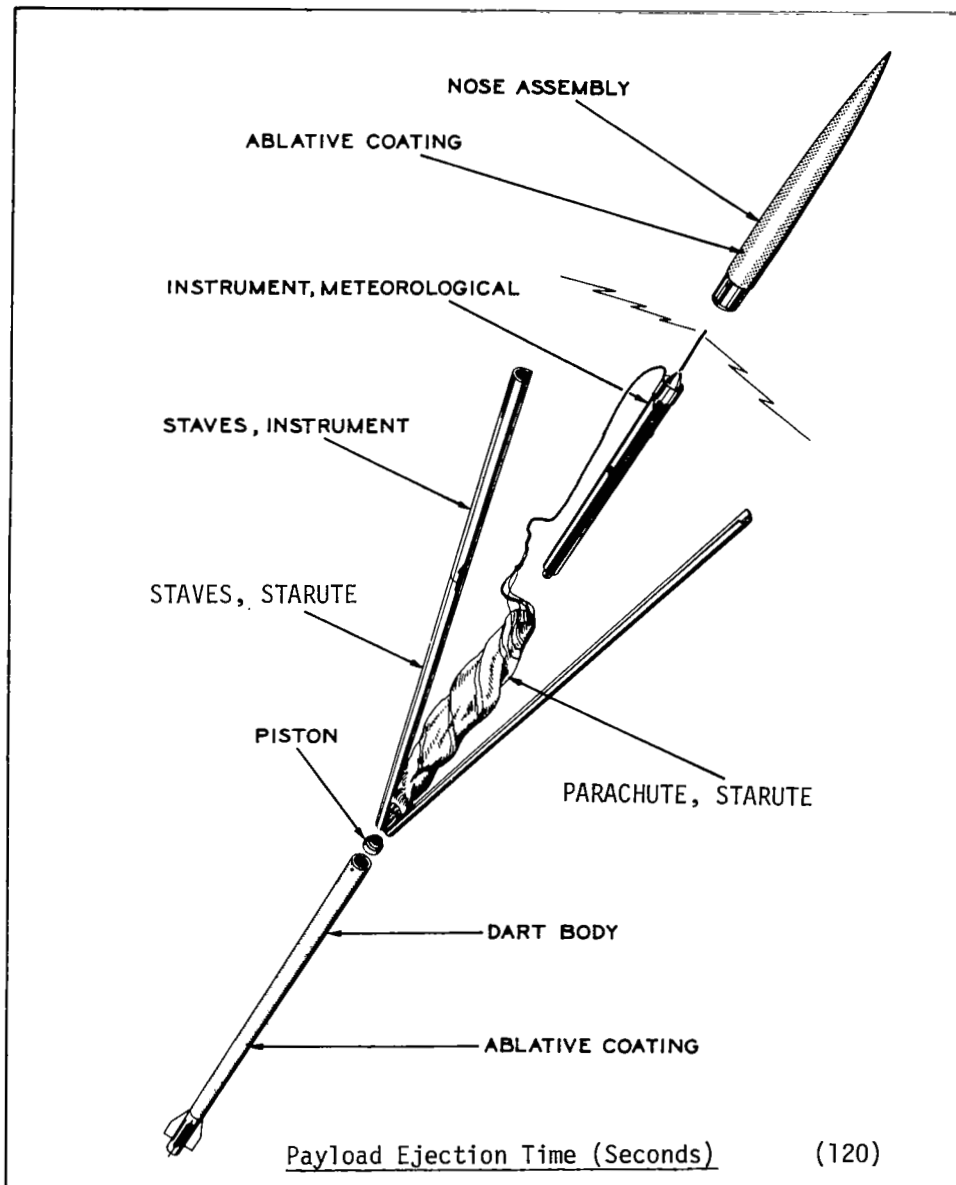 NOSE ASSEMBLY
ABLATIVE COATING
INSTRUMENT, METEOROLOGICAL
STAVES, INSTRUMENT
STAVES, STARUTE
PISTON
PARACHUTE, STARUTE
DART BODY
ABLATIVE COATING
Payload Ejection Time (Seconds) (120)